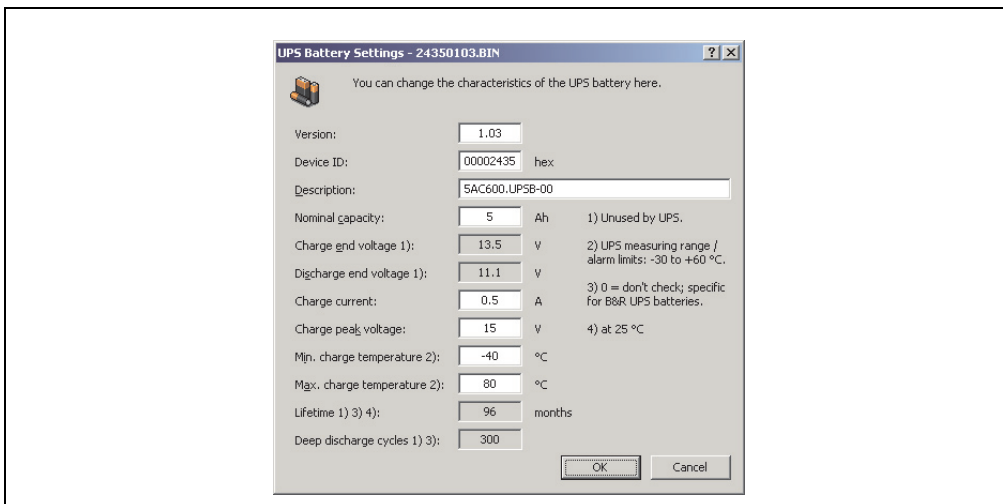 UPS Battery Settings - 24350103.BIN
You can change the characteristics of the UPS battery here.
Version: 1.03
Device ID: 00002435 hex
Description: 5AC600.UPSB-00
Nominal capacity: 5 Ah
Charge end voltage 1): 13.5 V
Discharge end voltage 1): 11.1 V
Charge current: 0.5 A
Charge peak voltage: 15 V
Min. charge temperature 2): -40 °C
Max. charge temperature 2): 80 °C
Lifetime 1) 3) 4): 96 months
Deep discharge cycles 1) 3): 300
1) Unused by UPS.
2) UPS measuring range /
alarm limits: -30 to +60 °C.
3) 0 = don't check; specific
for B&R UPS batteries.
4) at 25 °C
OK Cancel